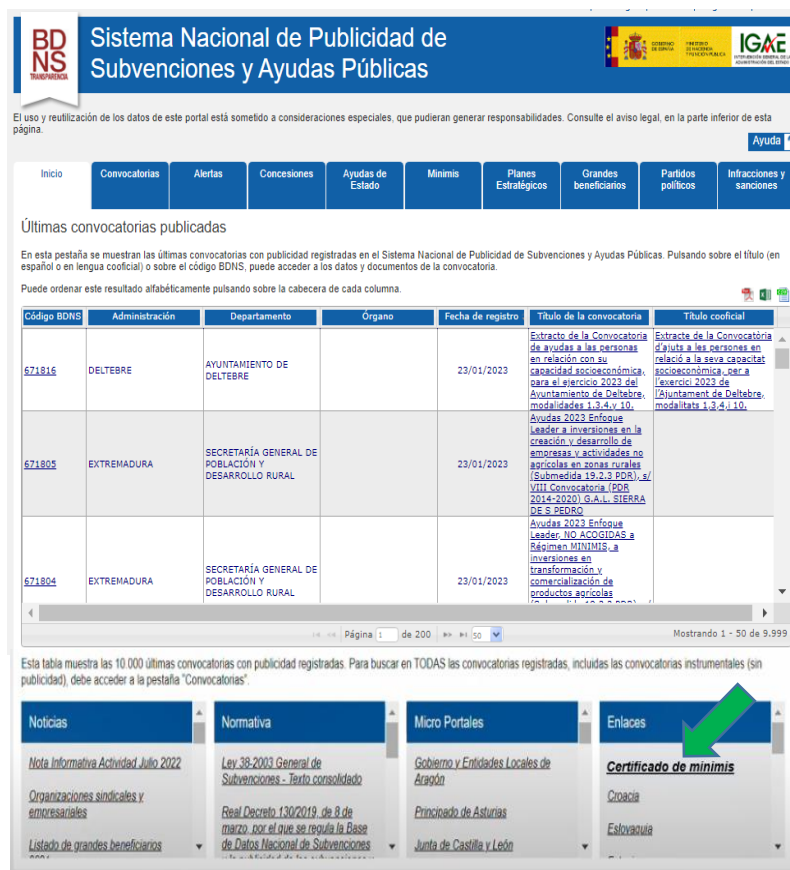 BD
NS
TRANSPARENCIA
Sistema Nacional de Publicidad de
Subvenciones y Ayudas Públicas
GOBIERNO
DE ESPAÑA
MINISTERIO
DE HACIENDA
Y FUNCIÓN PÚBLICA
IGAE
INTERVENCIÓN GENERAL DE LA
ADMINISTRACIÓN DEL ESTADO
El uso y reutilización de los datos de este portal está sometido a consideraciones especiales, que pudieran generar responsabilidades. Consulte el aviso legal, en la parte inferior de esta
página.
Ayuda
Inicio
Convocatorias
Alertas
Concesiones
Ayudas de
Estado
Minimis
Planes
Estratégicos
Grandes
beneficiarios
Partidos
políticos
Infracciones y
sanciones
Últimas convocatorias publicadas
En esta pestaña se muestran las últimas convocatorias con publicidad registradas en el Sistema Nacional de Publicidad de Subvenciones y Ayudas Públicas. Pulsando sobre el título (en
español o en lengua cooficial) o sobre el código BDNS, puede acceder a los datos y documentos de la convocatoria.
Puede ordenar este resultado alfabéticamente pulsando sobre la cabecera de cada columna.
Código BDNS Administración Departamento Órgano Fecha de registro Título de la convocatoria Título cooficial
671816
DELTEBRE
AYUNTAMIENTO DE
DELTEBRE
23/01/2023
Extracto de la Convocatoria
de ayudas a las personas
en relación con su
capacidad socioeconómica,
para el ejercicio 2023 del
Ayuntamiento de Deltebre,
modalidades 1,3,4,y 10.
Extracte de la Convocatòria
d'ajuts a les persones en
relació a la seva capacitat
socioeconòmica, per a
l'exercici 2023 de
l'Ajuntament de Deltebre,
modalitats 1,3,4,i 10.
671805
EXTREMADURA
SECRETARÍA GENERAL DE
POBLACIÓN Y
DESARROLLO RURAL
23/01/2023
Ayudas 2023 Enfoque
Leader a inversiones en la
creación y desarrollo de
empresas y actividades no
agrícolas en zonas rurales
(Submedida 19.2.3 PDR), s/
VIII Convocatoria (PDR
2014-2020) G.A.L. SIERRA
DE S PEDRO
671804
EXTREMADURA
SECRETARÍA GENERAL DE
POBLACIÓN Y
DESARROLLO RURAL
23/01/2023
Ayudas 2023 Enfoque
Leader, NO ACOGIDAS a
Régimen MINIMIS, a
inversiones en
transformación y
comercialización de
productos agrícolas
Página 1 de 200 50
Mostrando 1 - 50 de 9.999
Esta tabla muestra las 10.000 últimas convocatorias con publicidad registradas. Para buscar en TODAS las convocatorias registradas, incluidas las convocatorias instrumentales (sin
publicidad), debe acceder a la pestaña "Convocatorias".
Noticias
Nota Informativa Actividad Julio 2022
Organizaciones sindicales y
empresariales
Listado de grandes beneficiarios
Normativa
Ley 38-2003 General de
Subvenciones - Texto consolidado
Real Decreto 130/2019, de 8 de
marzo, por el que se regula la Base
de Datos Nacional de Subvenciones
Micro Portales
Gobierno y Entidades Locales de
Aragón
Principado de Asturias
Junta de Castilla y León
Enlaces
Certificado de minimis
Croacia
Eslovaquia